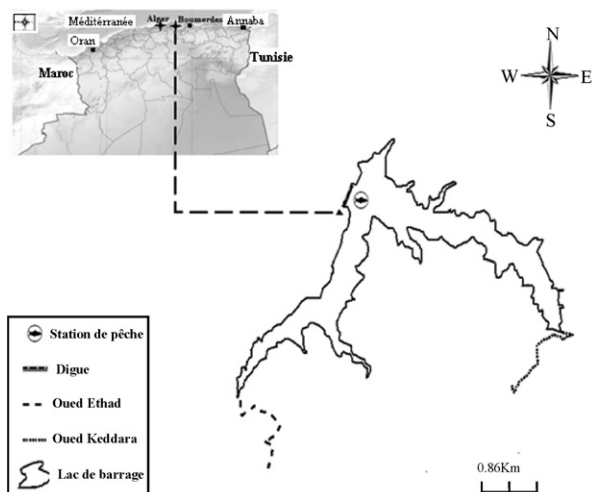 Méditérranée
Alger
Boumerdes
Annaba
Oran
Maroc
Tunisie
N
W
E
S
Station de pêche
Digue
Oued Ethad
Oued Keddara
Lac de barrage
0.86Km